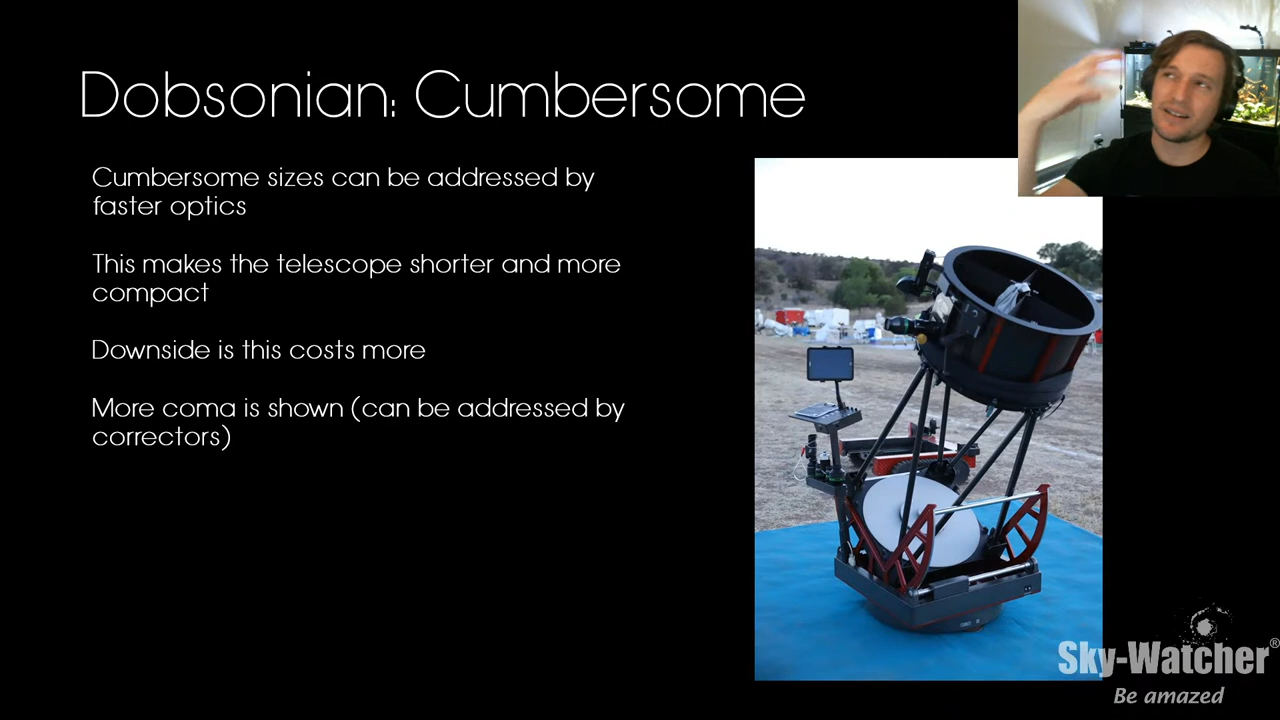 Dobsonian: Cumbersome
Cumbersome sizes can be addressed by
faster optics
This makes the telescope shorter and more
compact
Downside is this costs more
More coma is shown (can be addressed by
correctors)
Sky-Watcher®
Be amazed